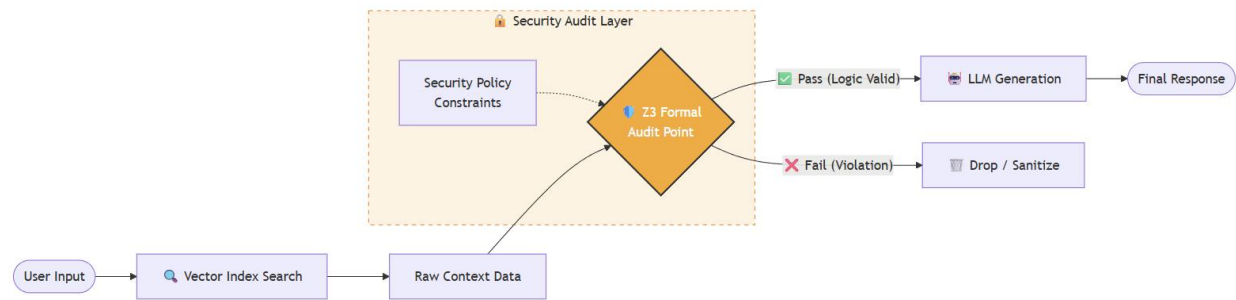 🔒 Security Audit Layer
Security Policy
Constraints
🛡️ Z3 Formal
Audit Point
✅ Pass (Logic Valid)
🤖 LLM Generation
Final Response
❌ Fail (Violation)
🗑️ Drop / Sanitize
User Input
🔍 Vector Index Search
Raw Context Data